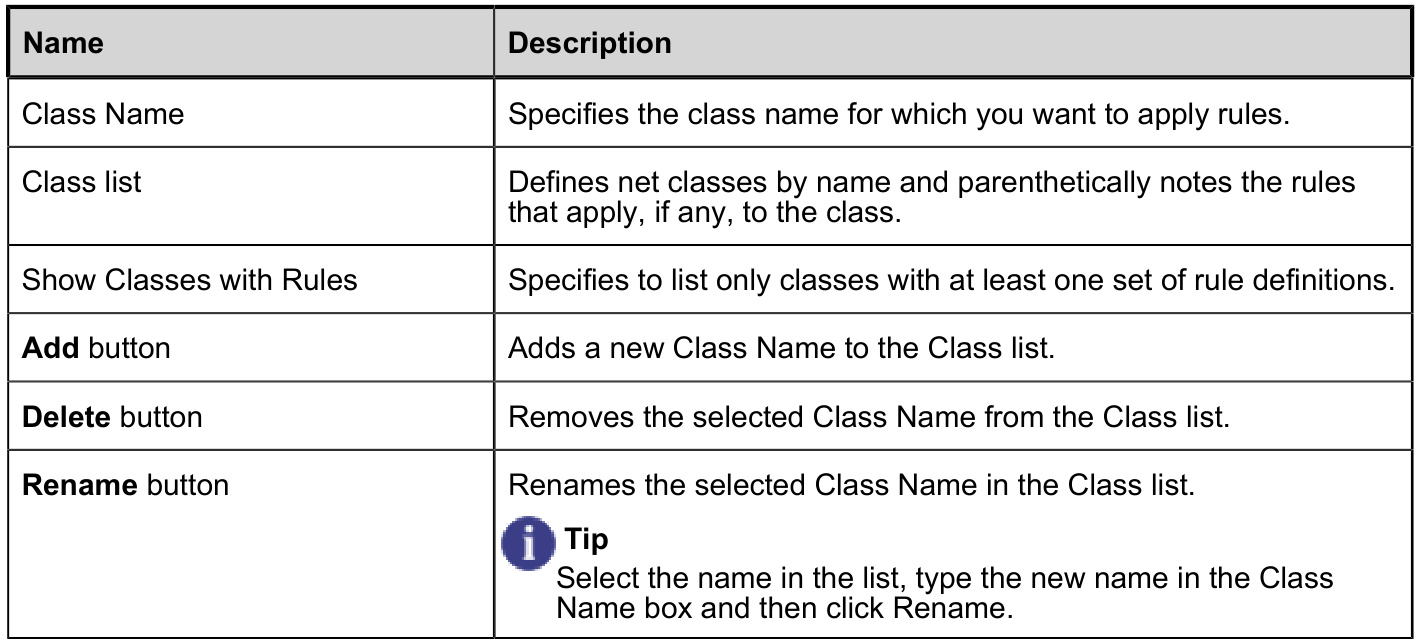 Name Description
Class Name Specifies the class name for which you want to apply rules.
Class list Defines net classes by name and parenthetically notes the rules
that apply, if any, to the class.
Show Classes with Rules Specifies to list only classes with at least one set of rule definitions.
Add button Adds a new Class Name to the Class list.
Delete button Removes the selected Class Name from the Class list.
Rename button Renames the selected Class Name in the Class list.
i Tip
Select the name in the list, type the new name in the Class
Name box and then click Rename.